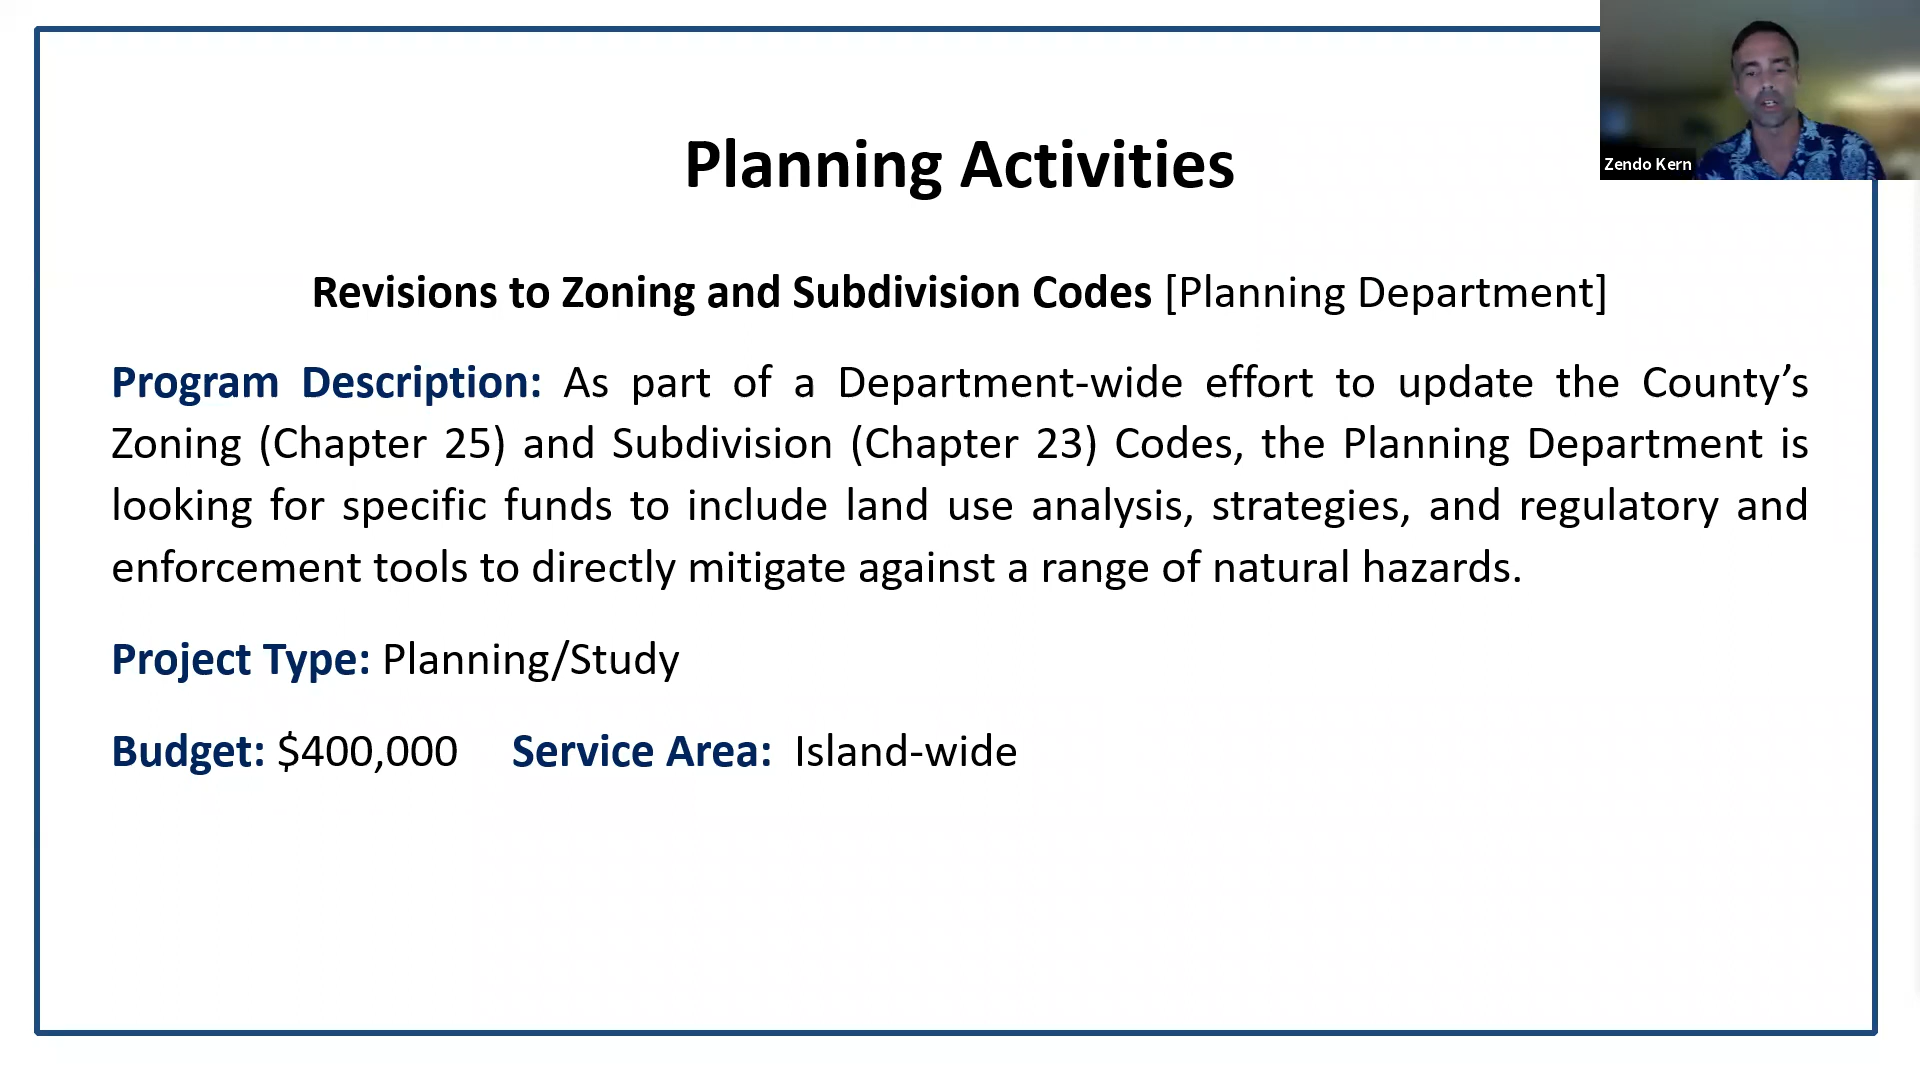 Planning Activities
Zendo Kern
Revisions to Zoning and Subdivision Codes [Planning Department]
Program Description: As part of a Department-wide effort to update the County’s
Zoning (Chapter 25) and Subdivision (Chapter 23) Codes, the Planning Department is
looking for specific funds to include land use analysis, strategies, and regulatory and
enforcement tools to directly mitigate against a range of natural hazards.
Project Type: Planning/Study
Budget: $400,000 Service Area: Island-wide